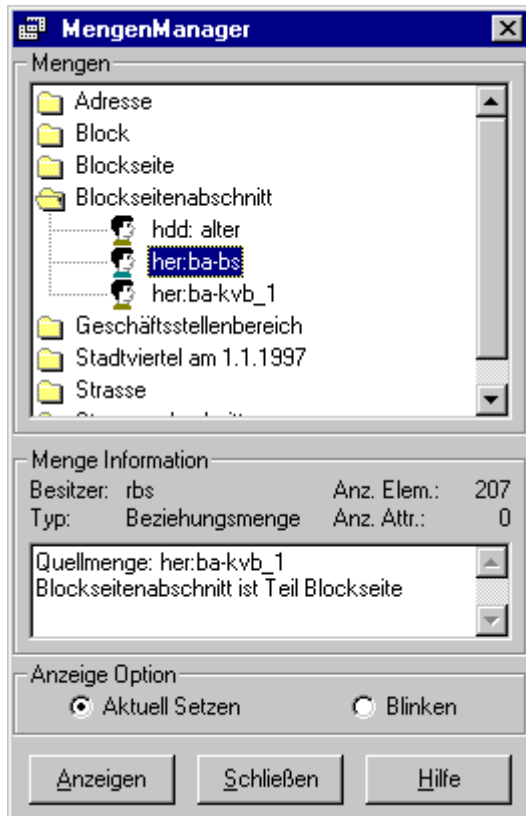 MengenManager
Mengen
Adresse
Block
Blockseite
Blockseitenabschnitt
hdd: alter
her:ba-bs
her:ba-kvb_1
Geschäftsstellenbereich
Stadtviertel am 1.1.1997
Strasse
Menge Information
Besitzer: rbs Anz. Elem.: 207
Typ: Beziehungsmenge Anz. Attr.: 0
Quellmenge: her:ba-kvb_1
Blockseitenabschnitt ist Teil Blockseite
Anzeige Option
Aktuell Setzen Blinken
Anzeigen Schließen Hilfe